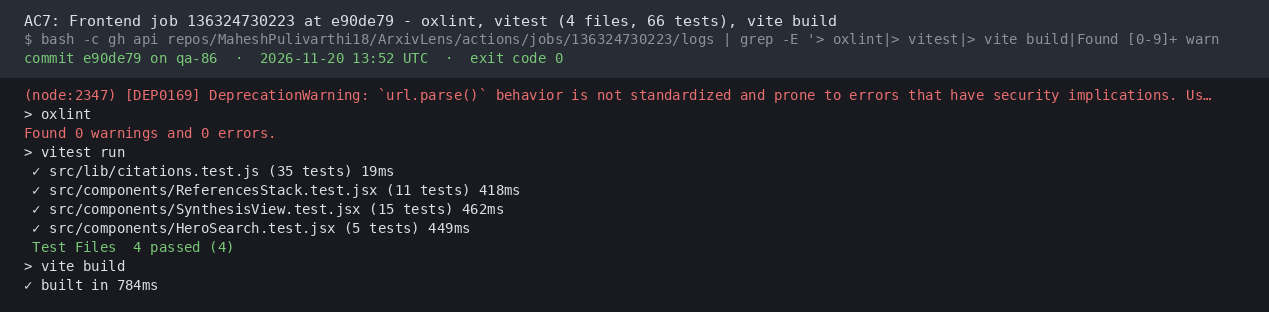 AC7: Frontend job 136324730223 at e90de79 - oxlint, vitest (4 files, 66 tests), vite build
$ bash -c gh api repos/MaheshPulivarthi18/ArxivLens/actions/jobs/136324730223/logs | grep -E '> oxlint|> vitest|> vite build|Found [0-9]+ warn
commit e90de79 on qa-86  ·  2026-11-20 13:52 UTC  ·  exit code 0
(node:2347) [DEP0169] DeprecationWarning: `url.parse()` behavior is not standardized and prone to errors that have security implications. Us…
> oxlint
Found 0 warnings and 0 errors.
> vitest run
✓ src/lib/citations.test.js (35 tests) 19ms
✓ src/components/ReferencesStack.test.jsx (11 tests) 418ms
✓ src/components/SynthesisView.test.jsx (15 tests) 462ms
✓ src/components/HeroSearch.test.jsx (5 tests) 449ms
Test Files  4 passed (4)
> vite build
✓ built in 784ms